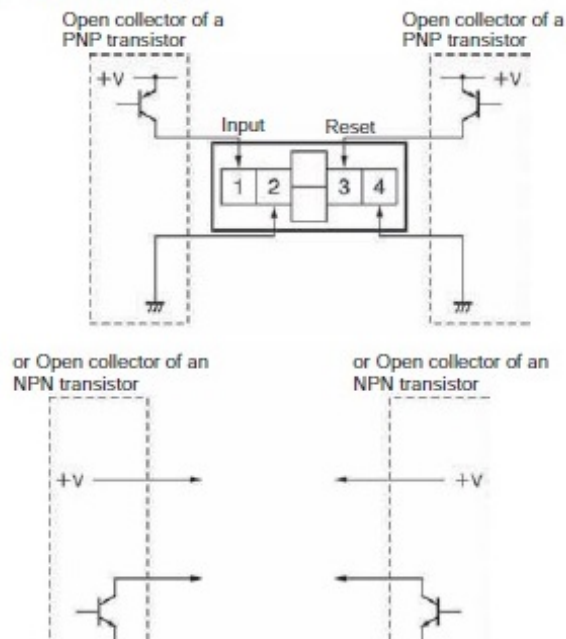 Open collector of a
PNP transistor
Open collector of a
PNP transistor
+V
+V
Input
Reset
1 2 3 4
or Open collector of an
NPN transistor
or Open collector of an
NPN transistor
+V
+V